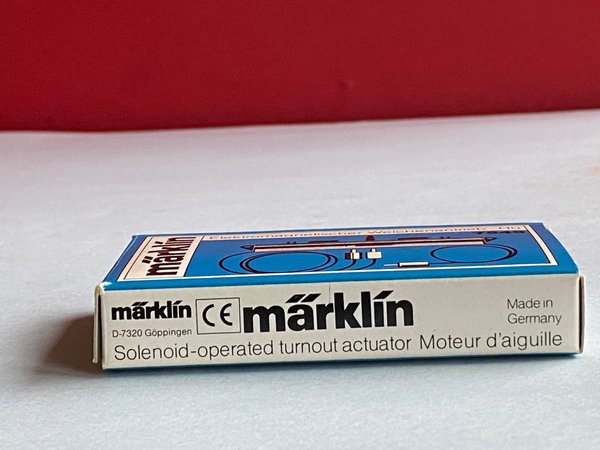 märklin
Elektromagnetischer Weichenantrieb · H0
märklin
D-7320 Göppingen
CE
märklin
Made in
Germany
Solenoid-operated turnout actuator Moteur d'aiguille